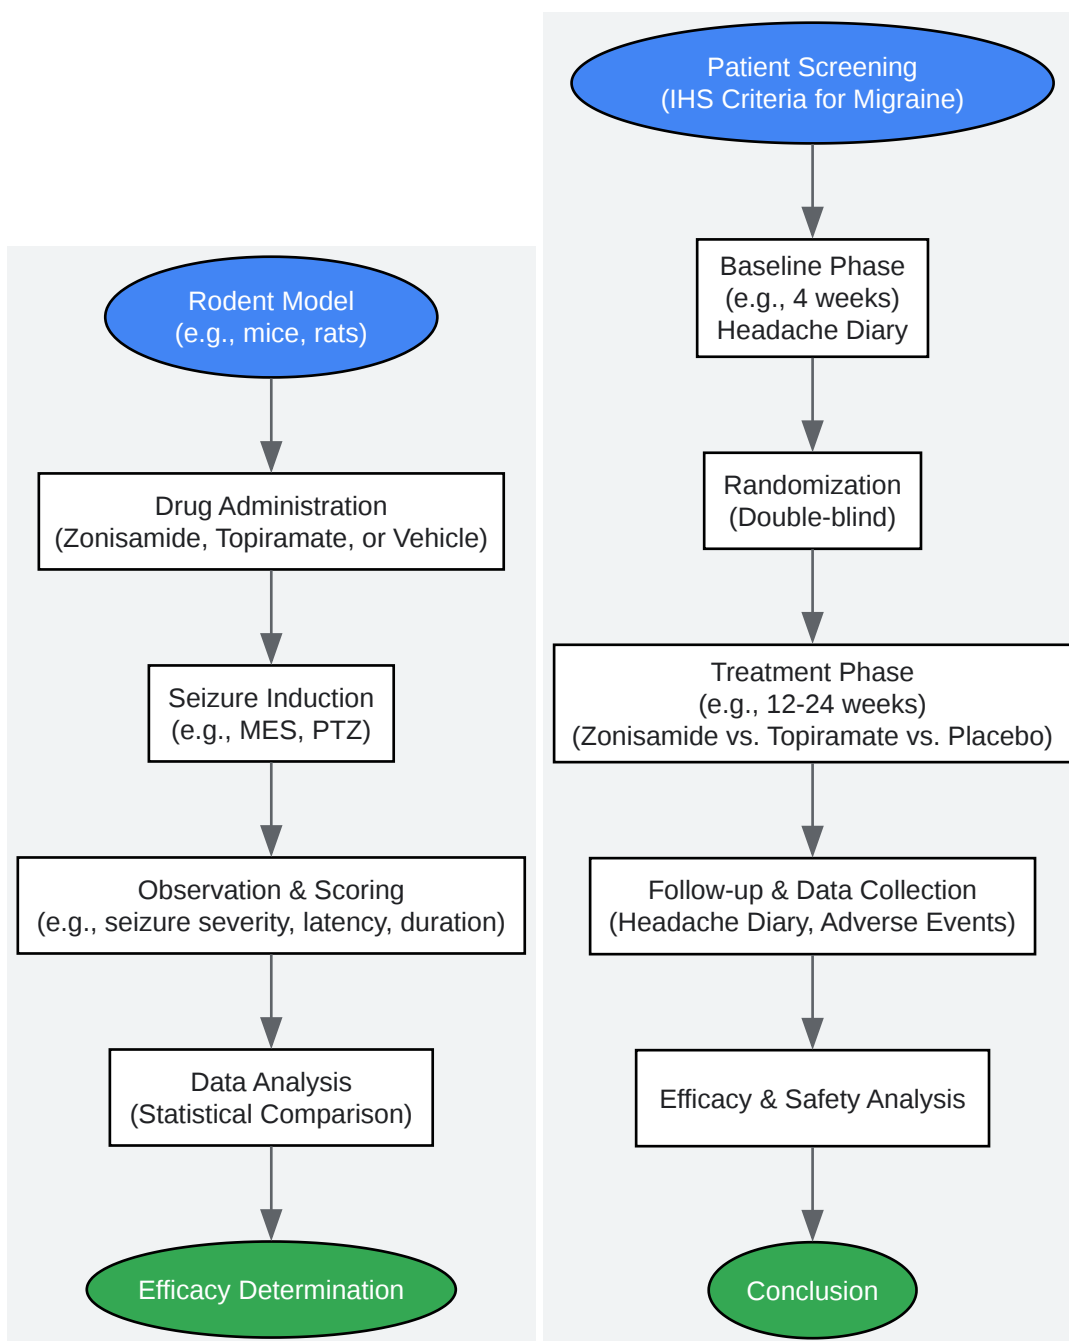 Rodent Model
(e.g., mice, rats)
Drug Administration
(Zonisamide, Topiramate, or Vehicle)
Seizure Induction
(e.g., MES, PTZ)
Observation & Scoring
(e.g., seizure severity, latency, duration)
Data Analysis
(Statistical Comparison)
Efficacy Determination
Patient Screening
(IHS Criteria for Migraine)
Baseline Phase
(e.g., 4 weeks)
Headache Diary
Randomization
(Double-blind)
Treatment Phase
(e.g., 12-24 weeks)
(Zonisamide vs. Topiramate vs. Placebo)
Follow-up & Data Collection
(Headache Diary, Adverse Events)
Efficacy & Safety Analysis
Conclusion